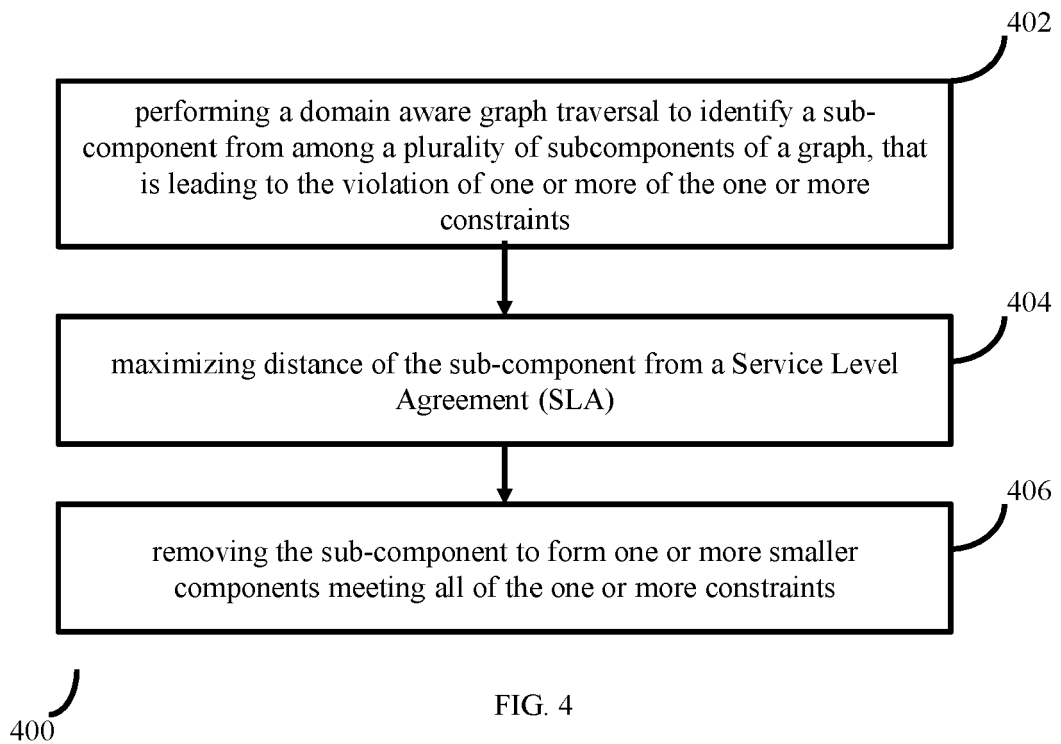 402
performing a domain aware graph traversal to identify a sub-
component from among a plurality of subcomponents of a graph, that
is leading to the violation of one or more of the one or more
constraints
404
maximizing distance of the sub-component from a Service Level
Agreement (SLA)
406
removing the sub-component to form one or more smaller
components meeting all of the one or more constraints
FIG. 4
400